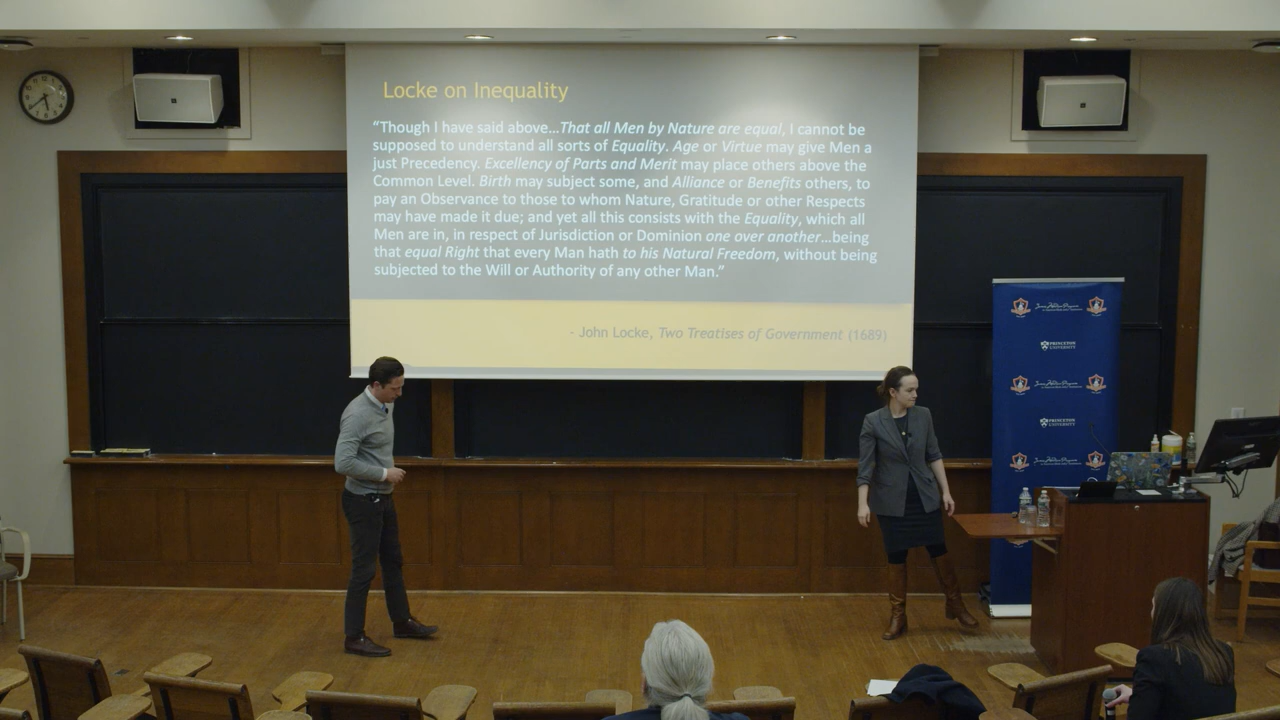 Locke on Inequality
“Though I have said above…That all Men by Nature are equal, I cannot be
supposed to understand all sorts of Equality. Age or Virtue may give Men a
just Precedency. Excellency of Parts and Merit may place others above the
Common Level. Birth may subject some, and Alliance or Benefits others, to
pay an Observance to those to whom Nature, Gratitude or other Respects
may have made it due; and yet all this consists with the Equality, which all
Men are in, in respect of Jurisdiction or Dominion one over another…being
that equal Right that every Man hath to his Natural Freedom, without being
subjected to the Will or Authority of any other Man.”
- John Locke, Two Treatises of Government (1689)
PRINCETON
UNIVERSITY
PRINCETON
UNIVERSITY